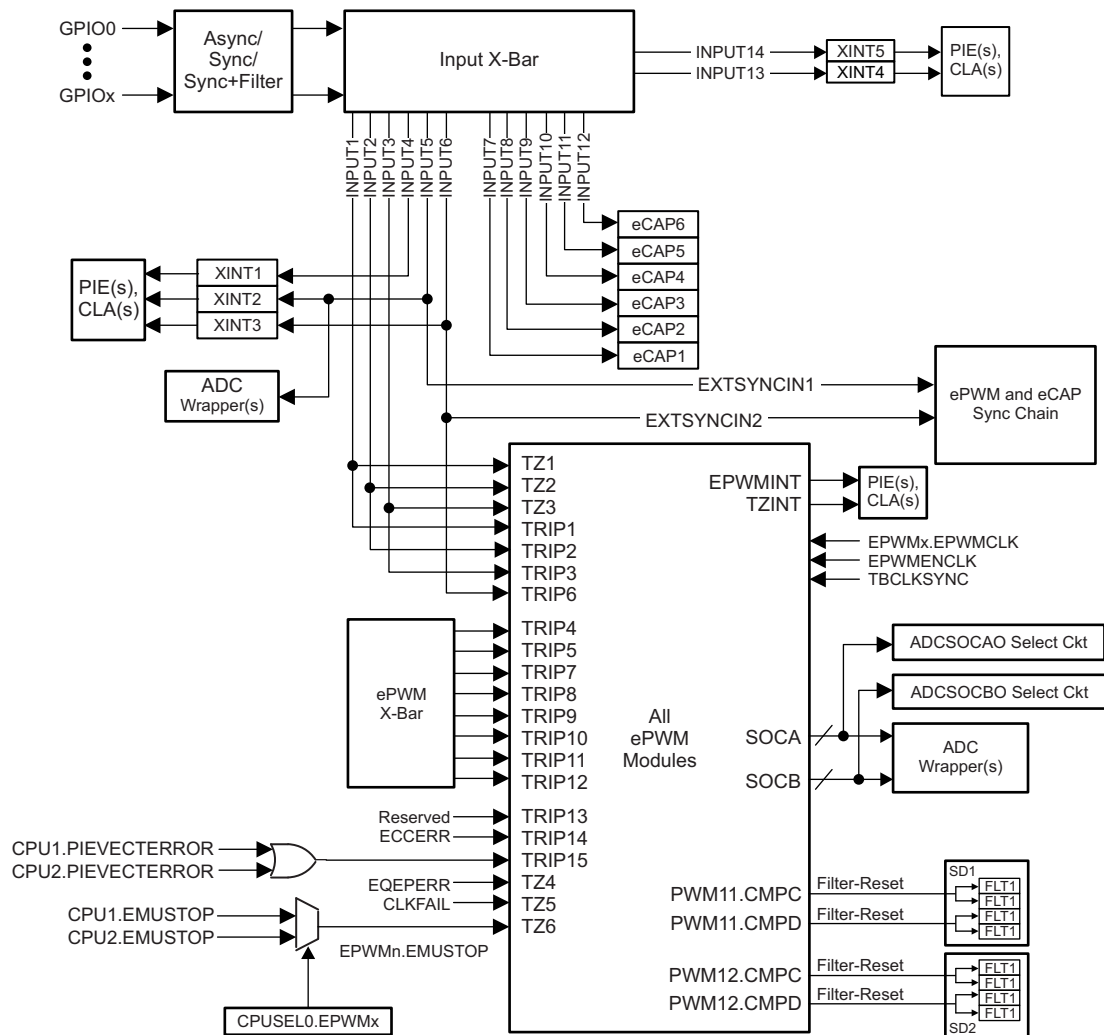 GPIO0
GPIOx
Async/
Sync/
Sync+Filter
Input X-Bar
INPUT14
INPUT13
XINT5
XINT4
PIE(s),
CLA(s)
INPUT1
INPUT2
INPUT3
INPUT4
INPUT5
INPUT6
INPUT7
INPUT8
INPUT9
INPUT10
INPUT11
INPUT12
eCAP6
eCAP5
eCAP4
eCAP3
eCAP2
eCAP1
PIE(s),
CLA(s)
XINT1
XINT2
XINT3
ADC
Wrapper(s)
EXTSYNCIN1
EXTSYNCIN2
ePWM and eCAP
Sync Chain
TZ1
TZ2
TZ3
TRIP1
TRIP2
TRIP3
TRIP6
EPWMINT
TZINT
PIE(s),
CLA(s)
EPWMx.EPWMCLK
EPWMENCLK
TBCLKSYNC
ePWM
X-Bar
TRIP4
TRIP5
TRIP7
TRIP8
TRIP9
TRIP10
TRIP11
TRIP12
All
ePWM
Modules
SOCA
SOCB
ADCSOCAO Select Ckt
ADCSOCBO Select Ckt
ADC
Wrapper(s)
Reserved
ECCERR
TRIP13
TRIP14
TRIP15
CPU1.PIEVECTERROR
CPU2.PIEVECTERROR
EQEPERR
CLKFAIL
TZ4
TZ5
TZ6
CPU1.EMUSTOP
CPU2.EMUSTOP
EPWMn.EMUSTOP
CPUSEL0.EPWMx
PWM11.CMPC
PWM11.CMPD
PWM12.CMPC
PWM12.CMPD
Filter-Reset
Filter-Reset
Filter-Reset
Filter-Reset
SD1
FLT1
FLT1
FLT1
FLT1
FLT1
FLT1
FLT1
FLT1
SD2